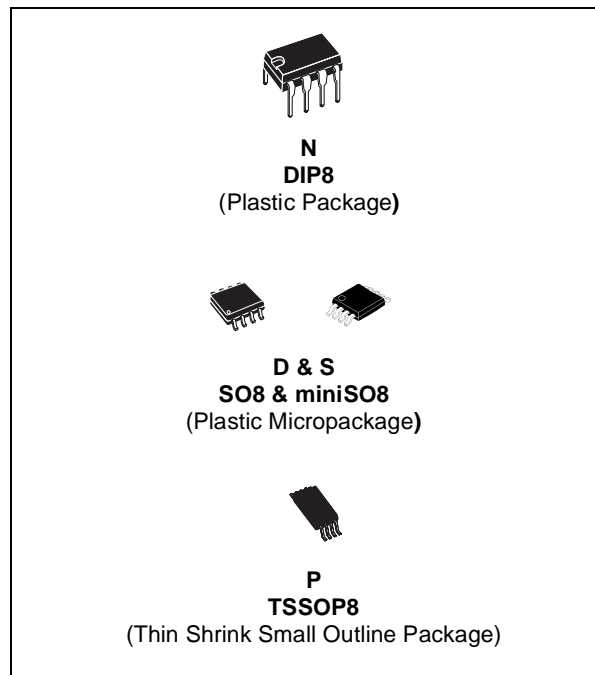 N
DIP8
(Plastic Package)
D & S
SO8 & miniSO8
(Plastic Micropackage)
P
TSSOP8
(Thin Shrink Small Outline Package)